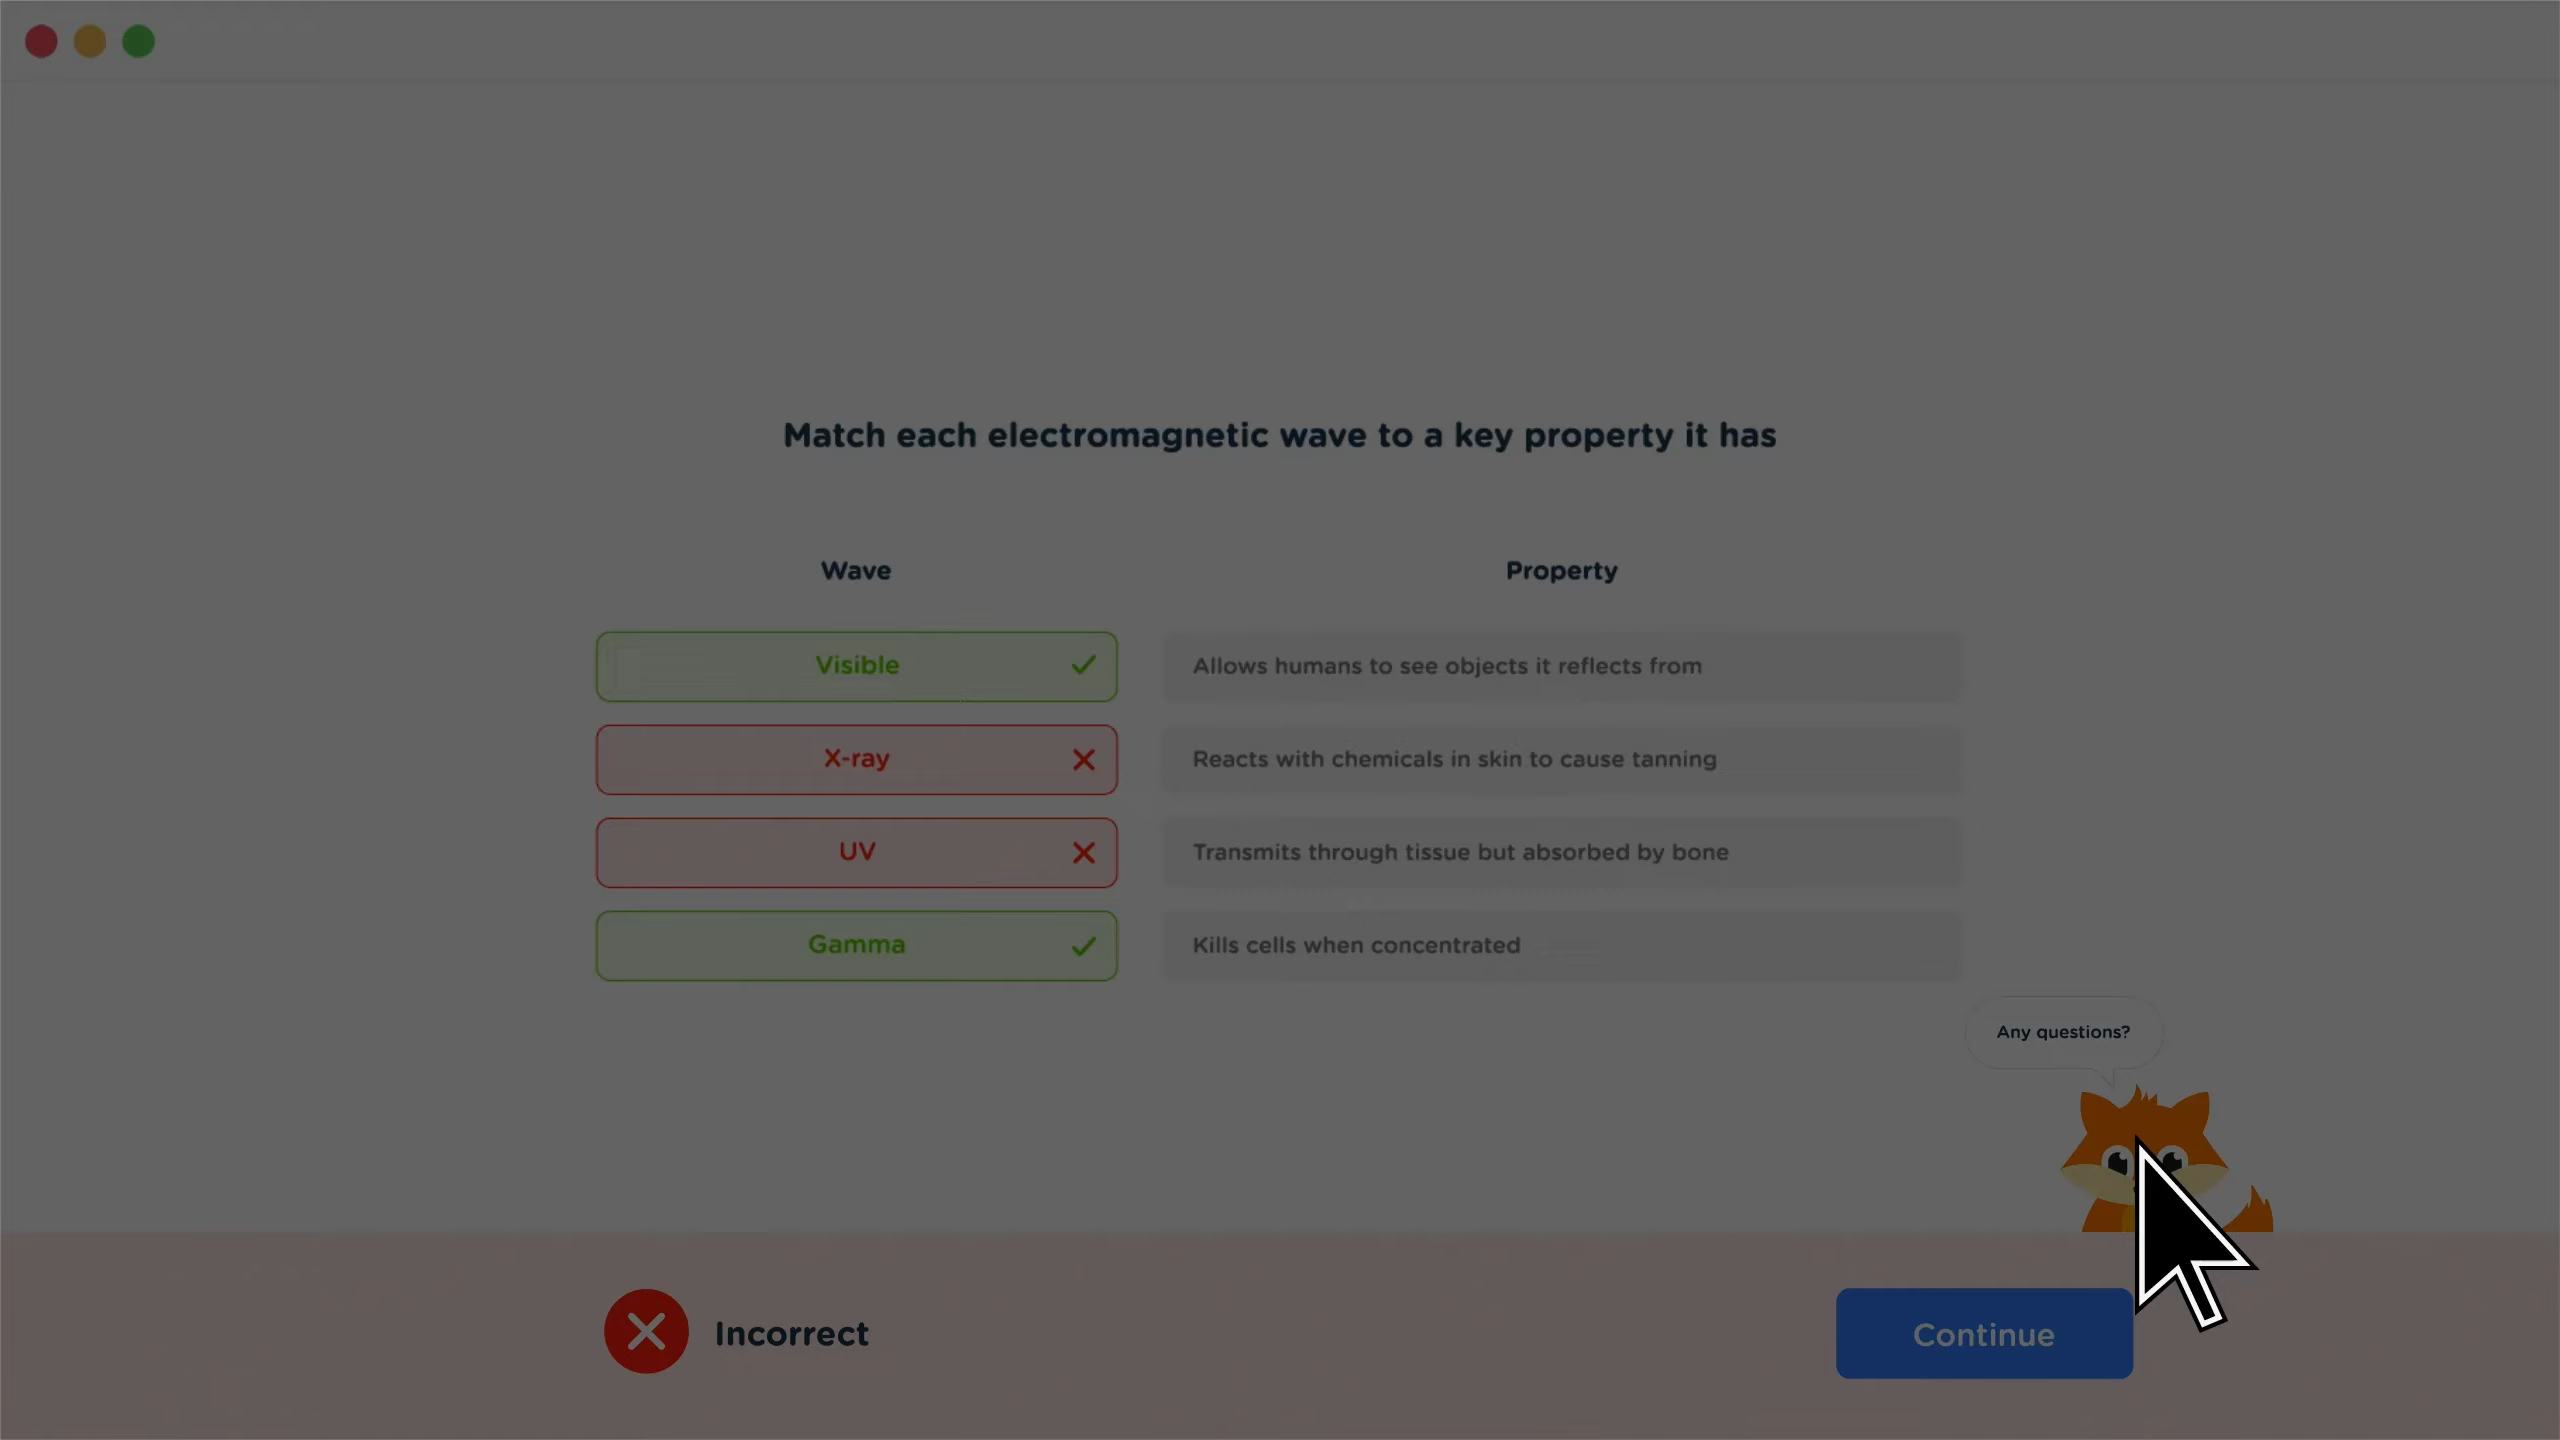 Match each electromagnetic wave to a key property it has
Wave
Property
Visible
Allows humans to see objects it reflects from
X-ray
Reacts with chemicals in skin to cause tanning
UV
Transmits through tissue but absorbed by bone
Gamma
Kills cells when concentrated
Any questions?
Incorrect
Continue